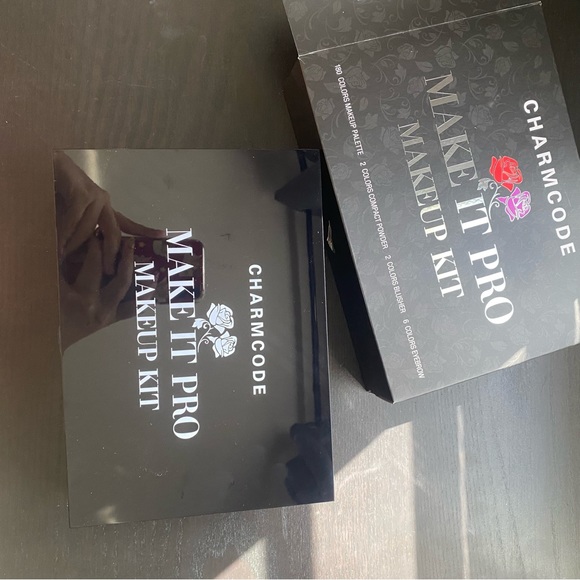 CHARMCODE
MAKE IT PRO
MAKEUP KIT
CHARMCODE
MAKE IT PRO
MAKEUP KIT
180 COLORS MAKEUP PALETTE 2 COLORS COMPACT POWDER 2 COLORS BLUSHER 6 COLORS EYEBROW